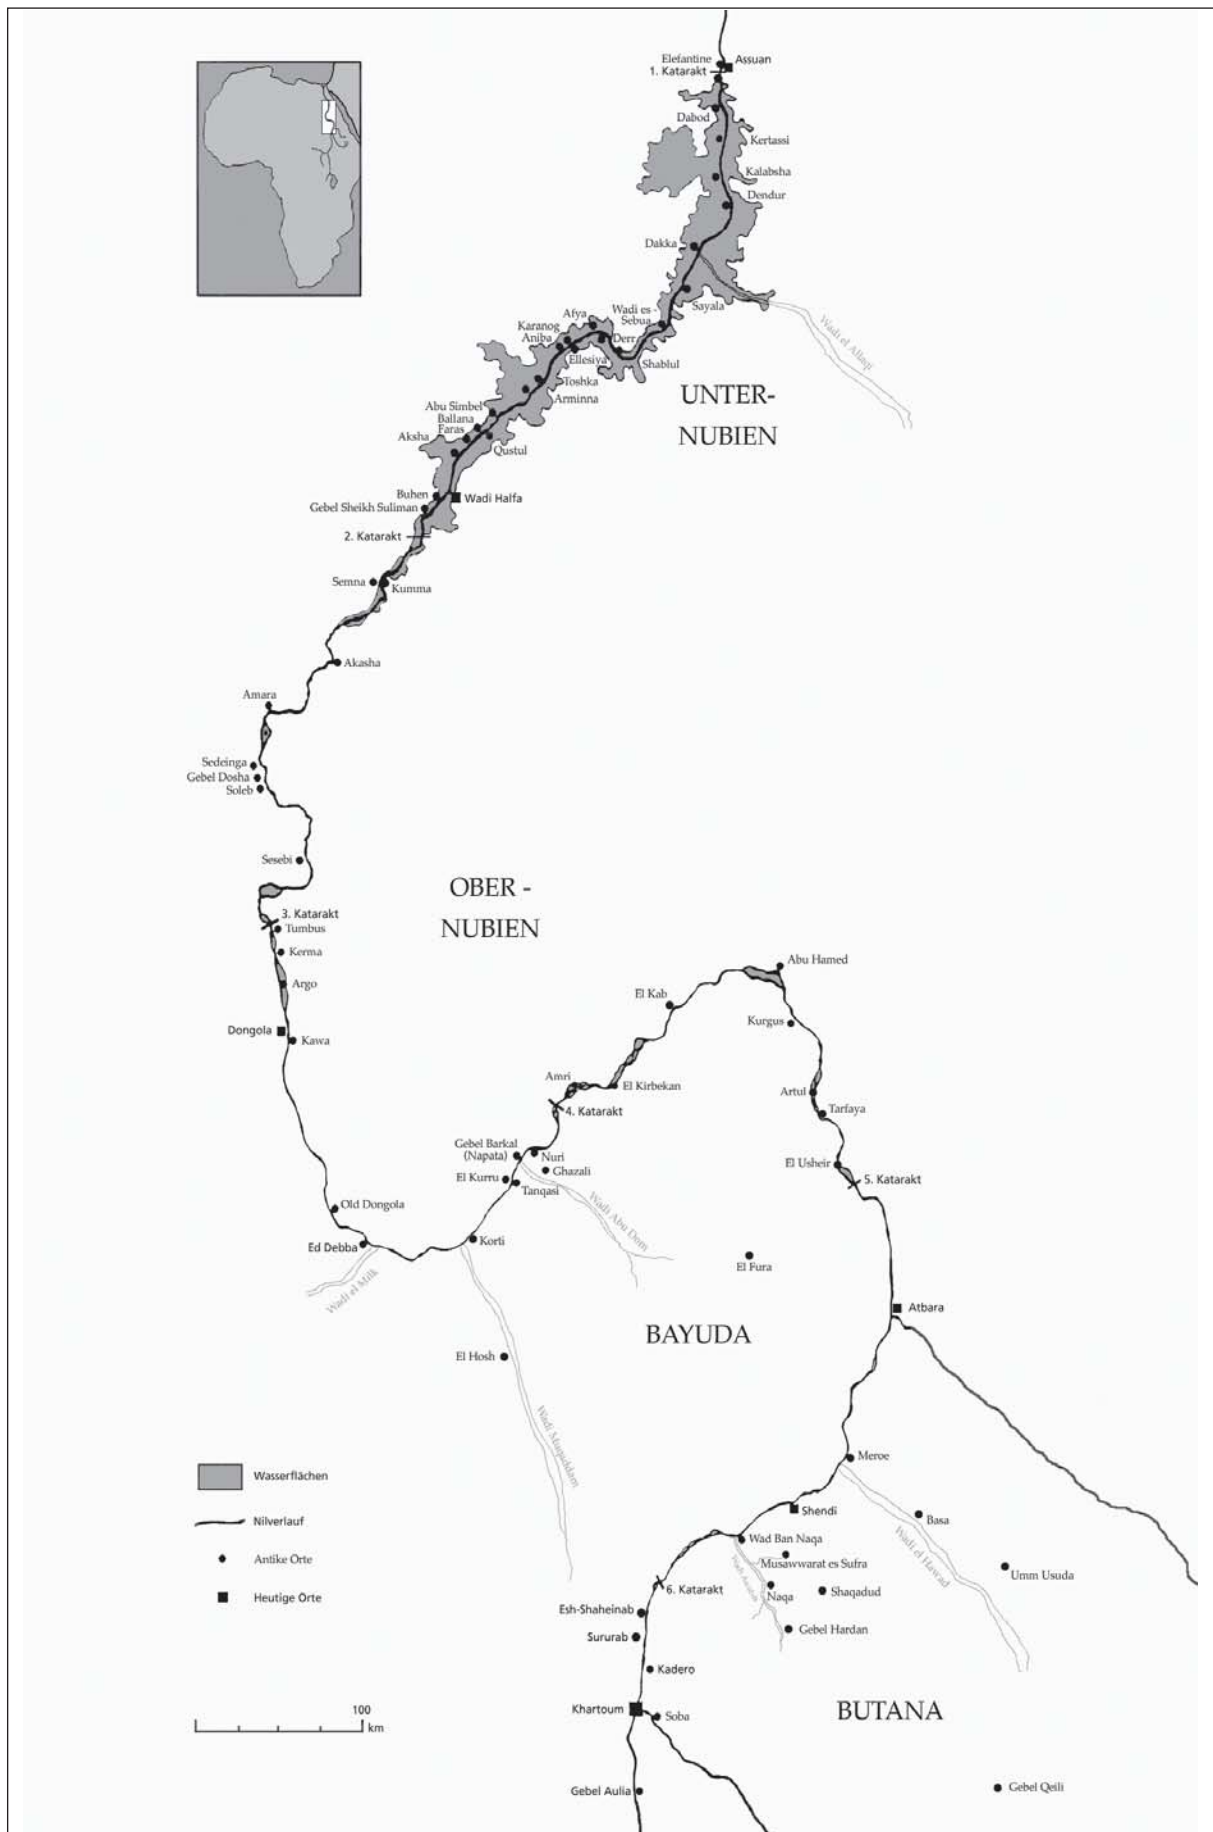 Elefantine
Assuan
1. Katarakt
Dabod
Kertassi
Kalabsha
Dendur
Dakka
Sayala
Wadi es -
Sebua
Wadi el Allaqi
Afya
Karanog
Aniba
Derr
Ellesiya
Shablul
Toshka
Arminna
UNTER-
NUBIEN
Abu Simbel
Ballana
Faras
Aksha
Qustul
Buhen
Wadi Halfa
Gebel Sheikh Suliman
2. Katarakt
Semna
Kumma
Akasha
Amara
Sedeinga
Gebel Dosha
Soleb
Sesebi
OBER -
NUBIEN
3. Katarakt
Tumbus
Kerma
Argo
Dongola
Kawa
Abu Hamed
El Kab
Kurgus
Amri
El Kirbekan
Artul
Tarfaya
4. Katarakt
Gebel Barkal
(Napata)
Nuri
Ghazali
El Kurru
Tanqasi
El Usheir
5. Katarakt
Wadi Abu Dom
Old Dongola
Ed Debba
Korti
El Fura
Wadi el Milk
Atbara
BAYUDA
El Hosh
Wadi Muqaddam
Meroe
Wasserflächen
Nilverlauf
Antike Orte
Heutige Orte
Shendi
Basa
Wad Ban Naqa
Musawwarat es Sufra
Wadi el Hawad
Umm Usuda
6. Katarakt
Naqa
Shaqadud
Esh-Shaheinab
Sururab
Gebel Hardan
Kadero
Khartoum
Soba
BUTANA
100
km
Gebel Aulia
Gebel Qeili